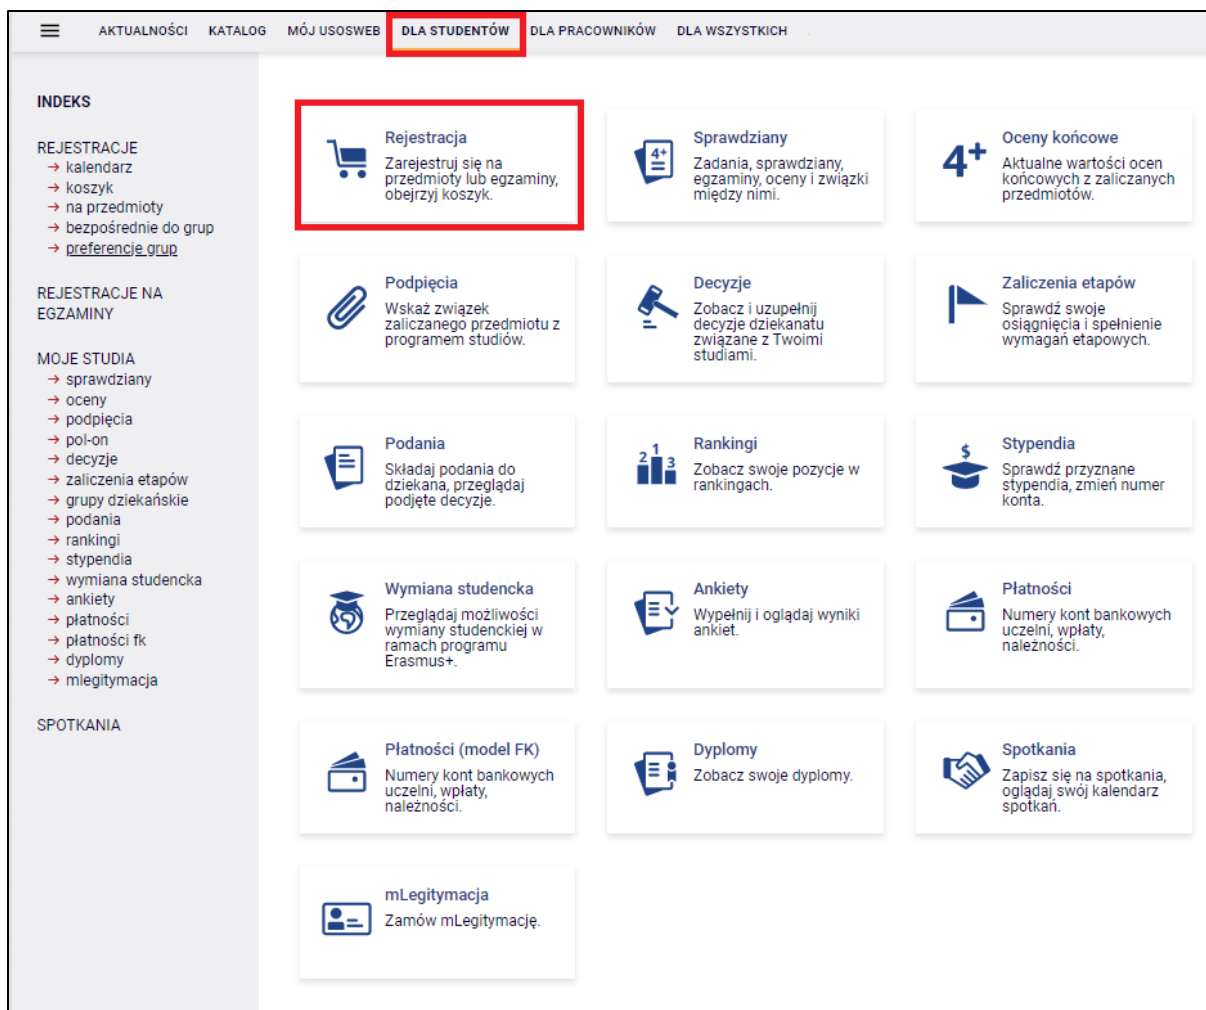 AKTUALNOŚCI KATALOG MÓJ USOSWEB DLA STUDENTÓW DLA PRACOWNIKÓW DLA WSZYSTKICH
INDEKS
REJESTRACJE
→ kalendarz
→ koszyk
→ na przedmioty
→ bezpośrednie do grup
→ preferencje grup
REJESTRACJE NA
EGZAMINY
MOJE STUDIA
→ sprawdziany
→ oceny
→ podpięcia
→ pol-on
→ decyzje
→ zaliczenia etapów
→ grupy dziekańskie
→ podania
→ rankingi
→ stypendia
→ wymiana studencka
→ ankiety
→ płatności
→ płatności fk
→ dyplomy
→ mlegitymacja
SPOTKANIA
Rejestracja
Zarejestruj się na
przedmioty lub egzaminy,
obejrzyj koszyk.
4+
Sprawdziany
Zadania, sprawdziany,
egzaminy, oceny i związki
między nimi.
4+
Oceny końcowe
Aktualne wartości ocen
końcowych z zaliczanych
przedmiotów.
Podpięcia
Wskaż związek
zaliczanego przedmiotu z
programem studiów.
Decyzje
Zobacz i uzupełnij
decyzje dziekanatu
związane z Twoimi
studiami.
Zaliczenia etapów
Sprawdź swoje
osiągnięcia i spełnienie
wymagań etapowych.
Podania
Składaj podania do
dziekana, przeglądaj
podjęte decyzje.
2 1 3
Rankingi
Zobacz swoje pozycje w
rankingach.
$
Stypendia
Sprawdź przyznane
stypendia, zmień numer
konta.
Wymiana studencka
Przeglądaj możliwości
wymiany studenckiej w
ramach programu
Erasmus+.
Ankiety
Wypełnij i oglądaj wyniki
ankiet.
Płatności
Numery kont bankowych
uczelni, wpłaty,
należności.
Płatności (model FK)
Numery kont bankowych
uczelni, wpłaty,
należności.
Dyplomy
Zobacz swoje dyplomy.
Spotkania
Zapisz się na spotkania,
oglądaj swój kalendarz
spotkań.
mLegitymacja
Zamów mLegitymację.